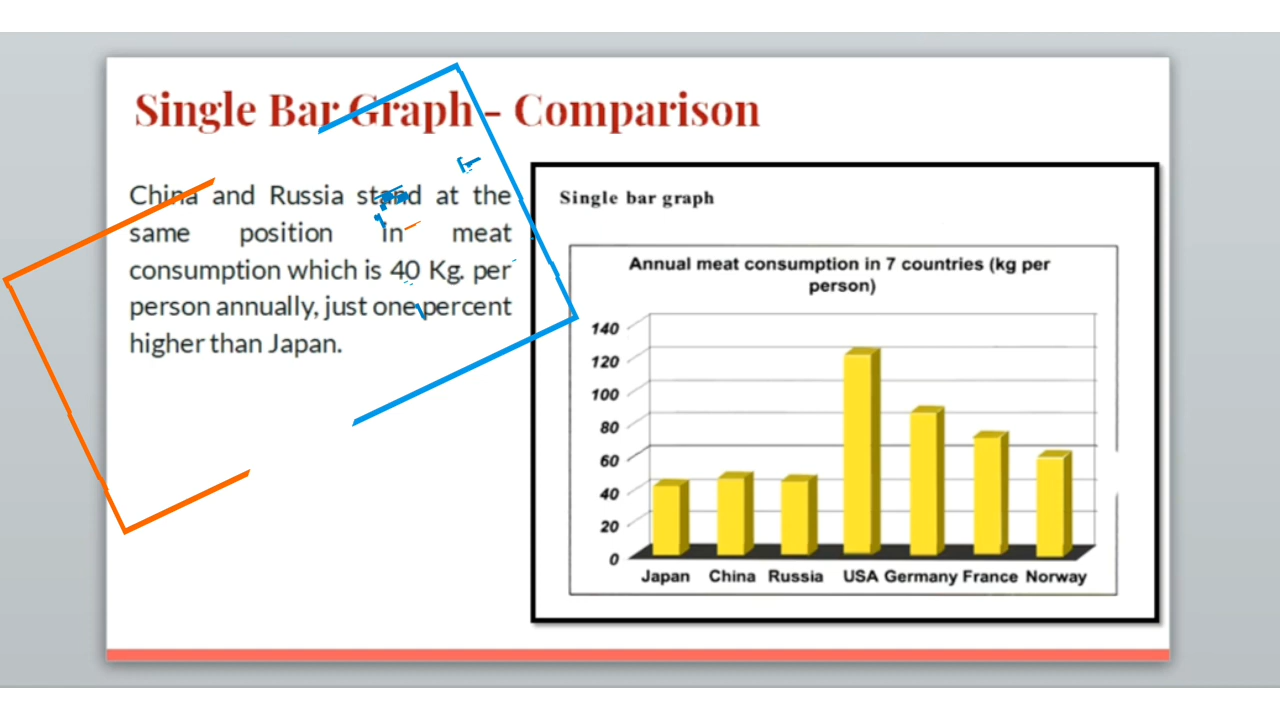 Single Bar Graph - Comparison
China and Russia stand at the
same position in meat
consumption which is 40 Kg. per
person annually, just one percent
higher than Japan.
Single bar graph
Annual meat consumption in 7 countries (kg per
person)
140
120
100
80
60
40
20
0
Japan China Russia USA Germany France Norway